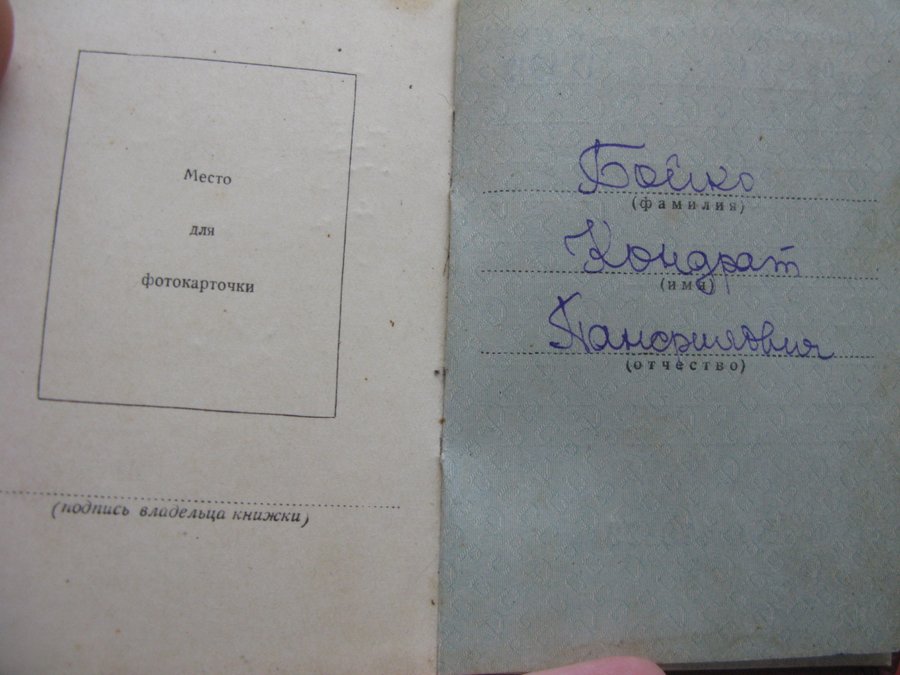 Место
для
фотокарточки
(подпись владельца книжки)
Бойко
(фамилия)
Кондрат
(имя)
Панфилович
(отчество)